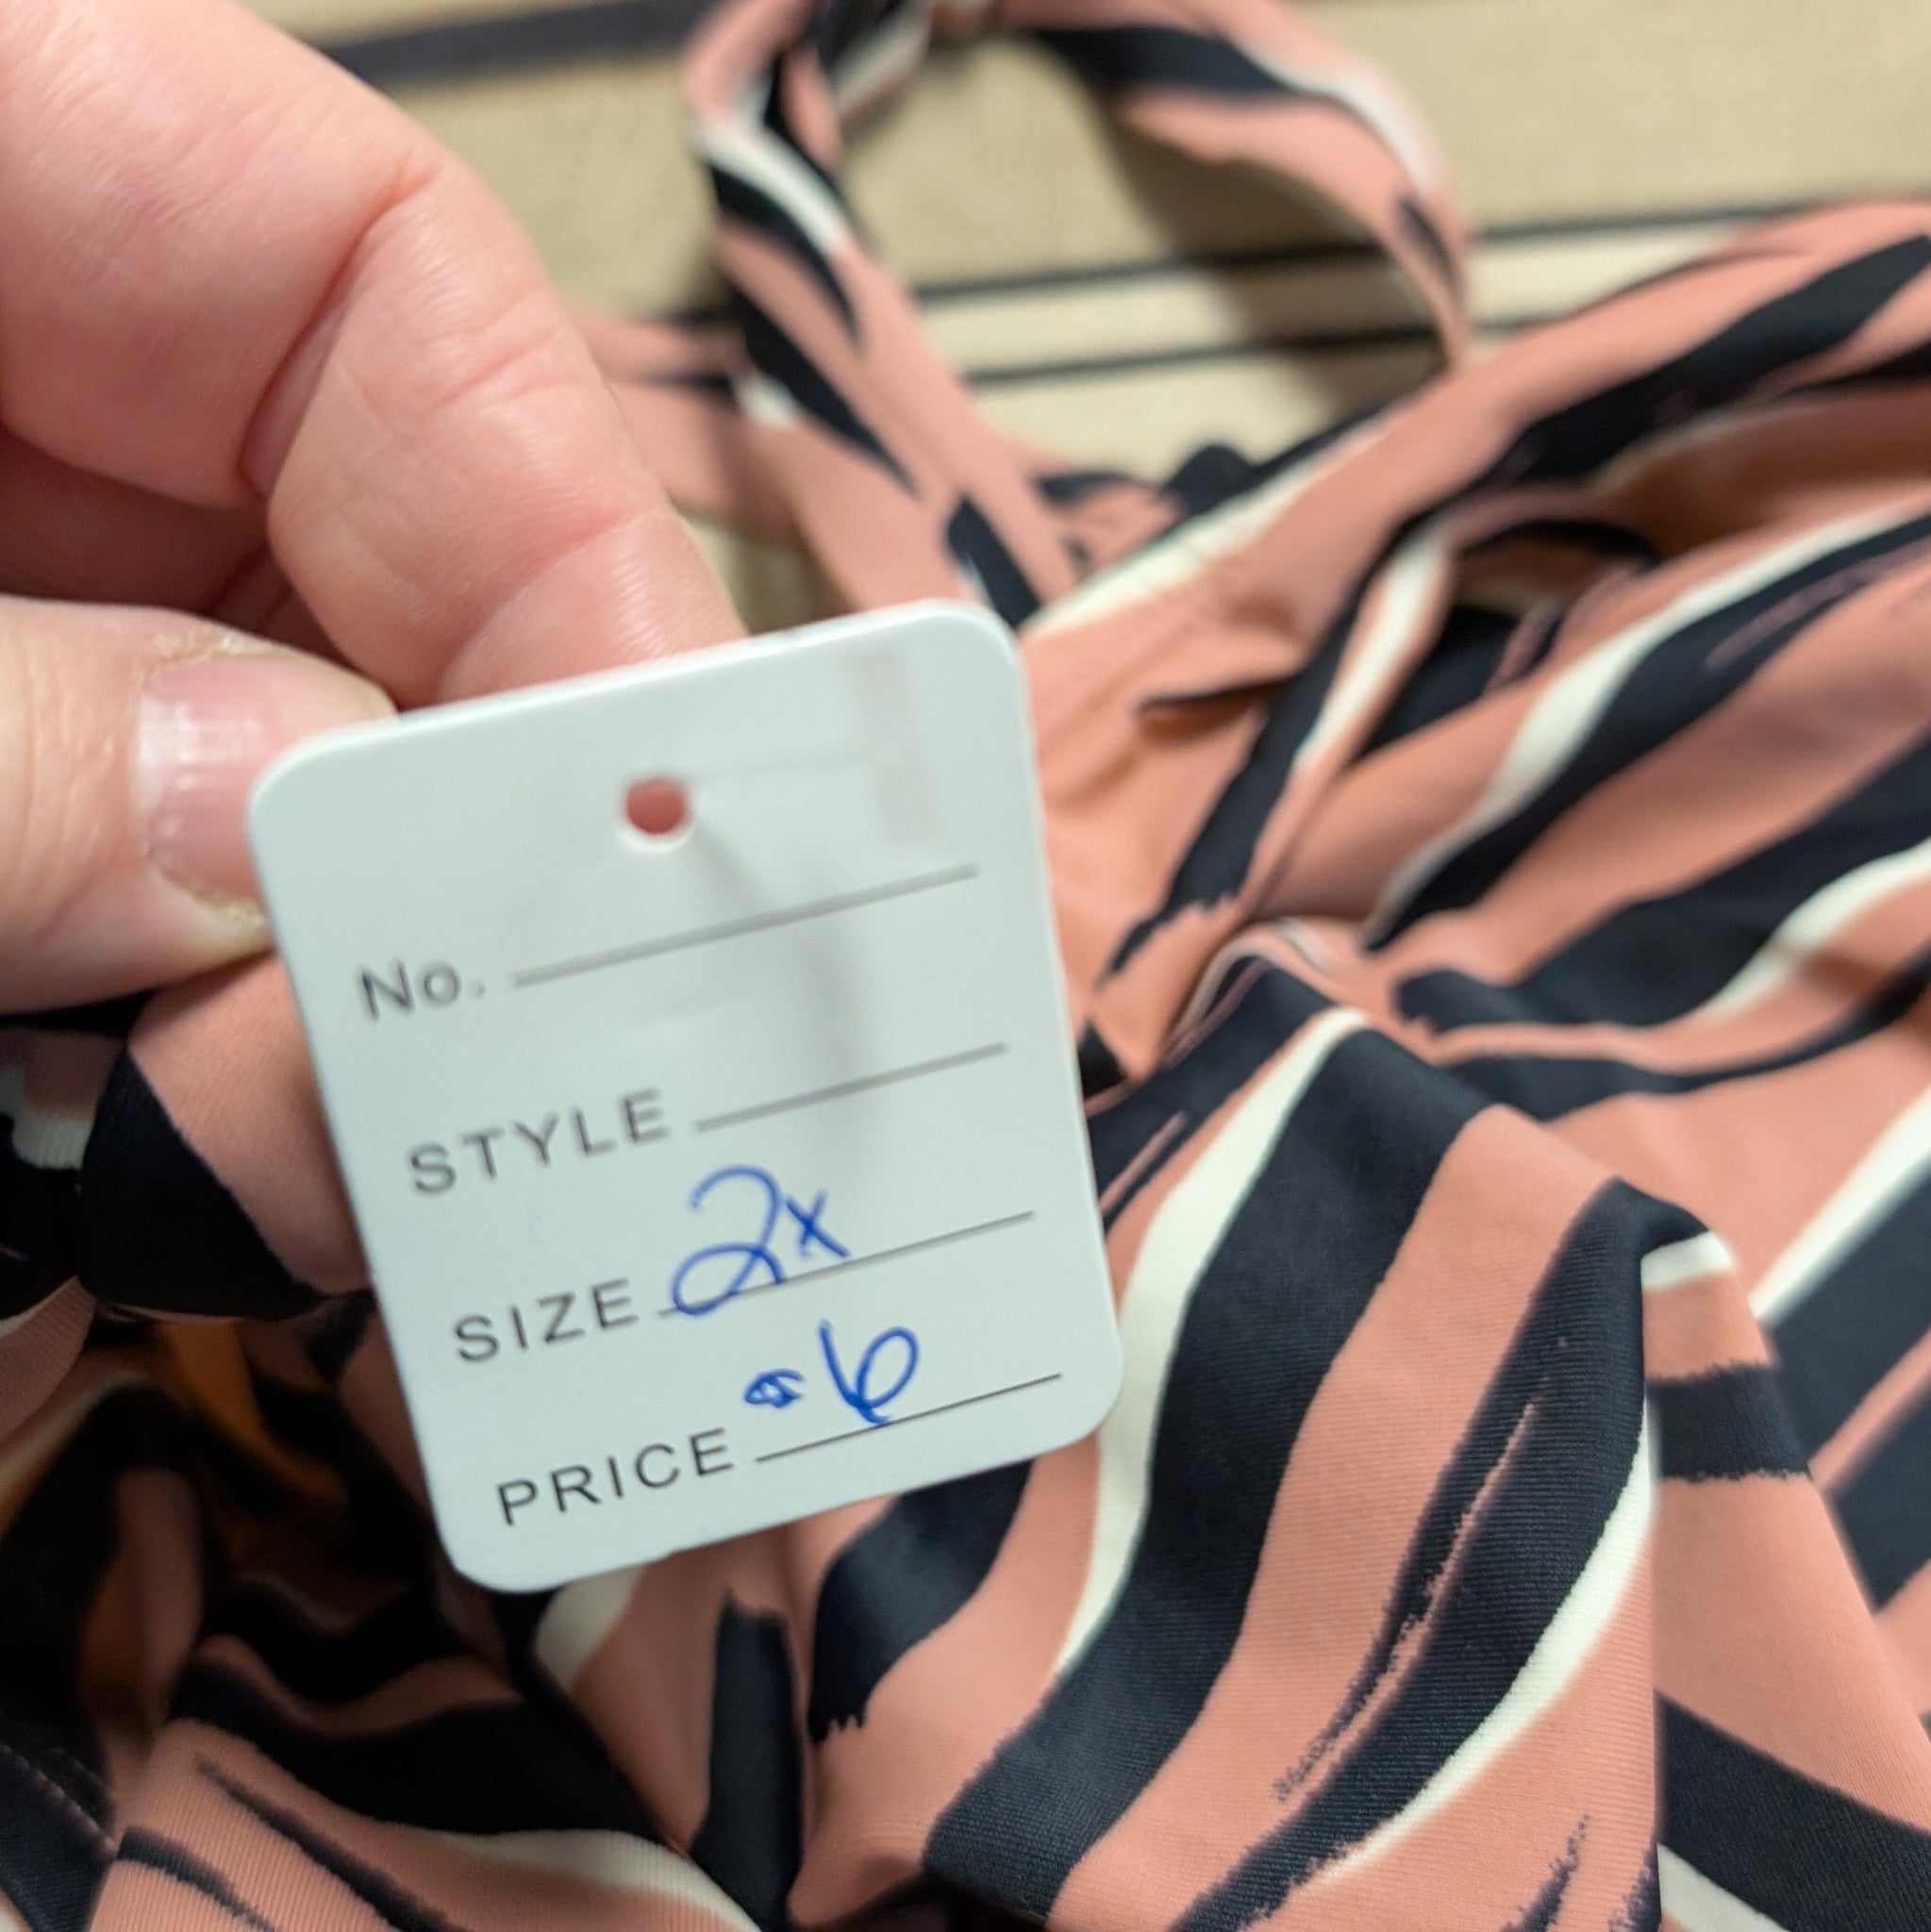 No.
STYLE
SIZE 2x
PRICE 6